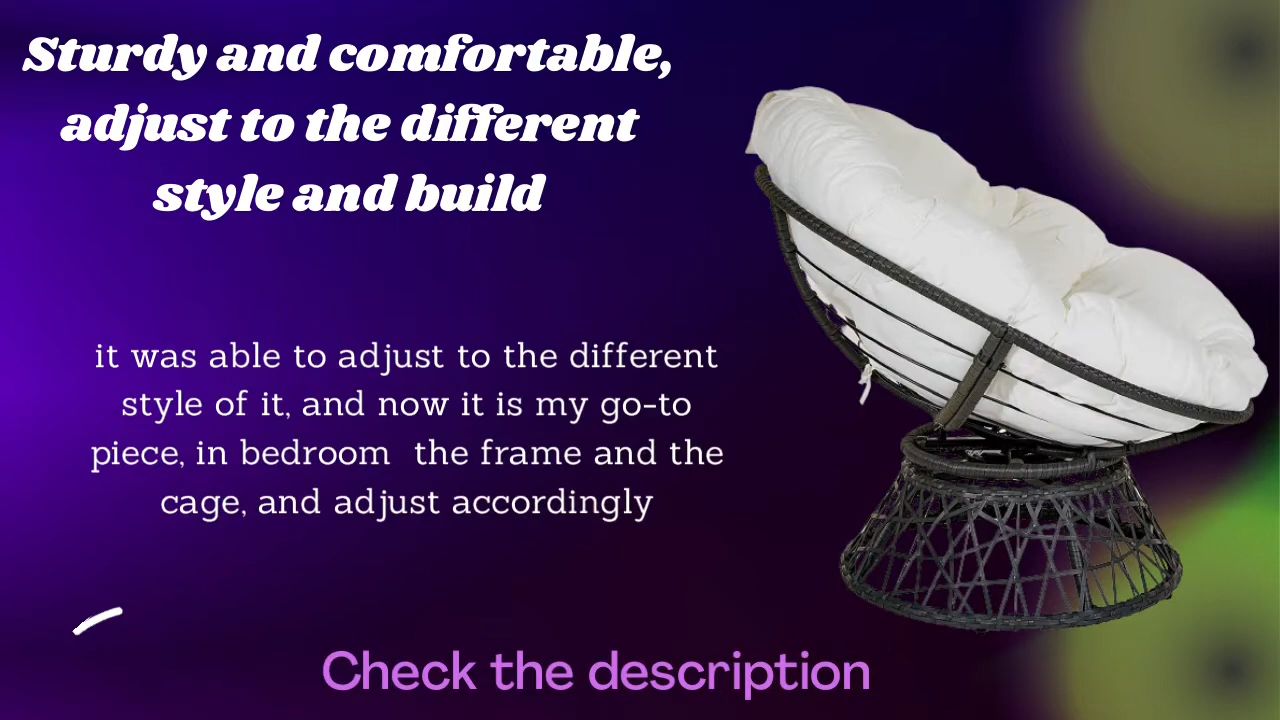 Sturdy and comfortable,
adjust to the different
style and build
it was able to adjust to the different
style of it, and now it is my go-to
piece, in bedroom  the frame and the
cage, and adjust accordingly
Check the description